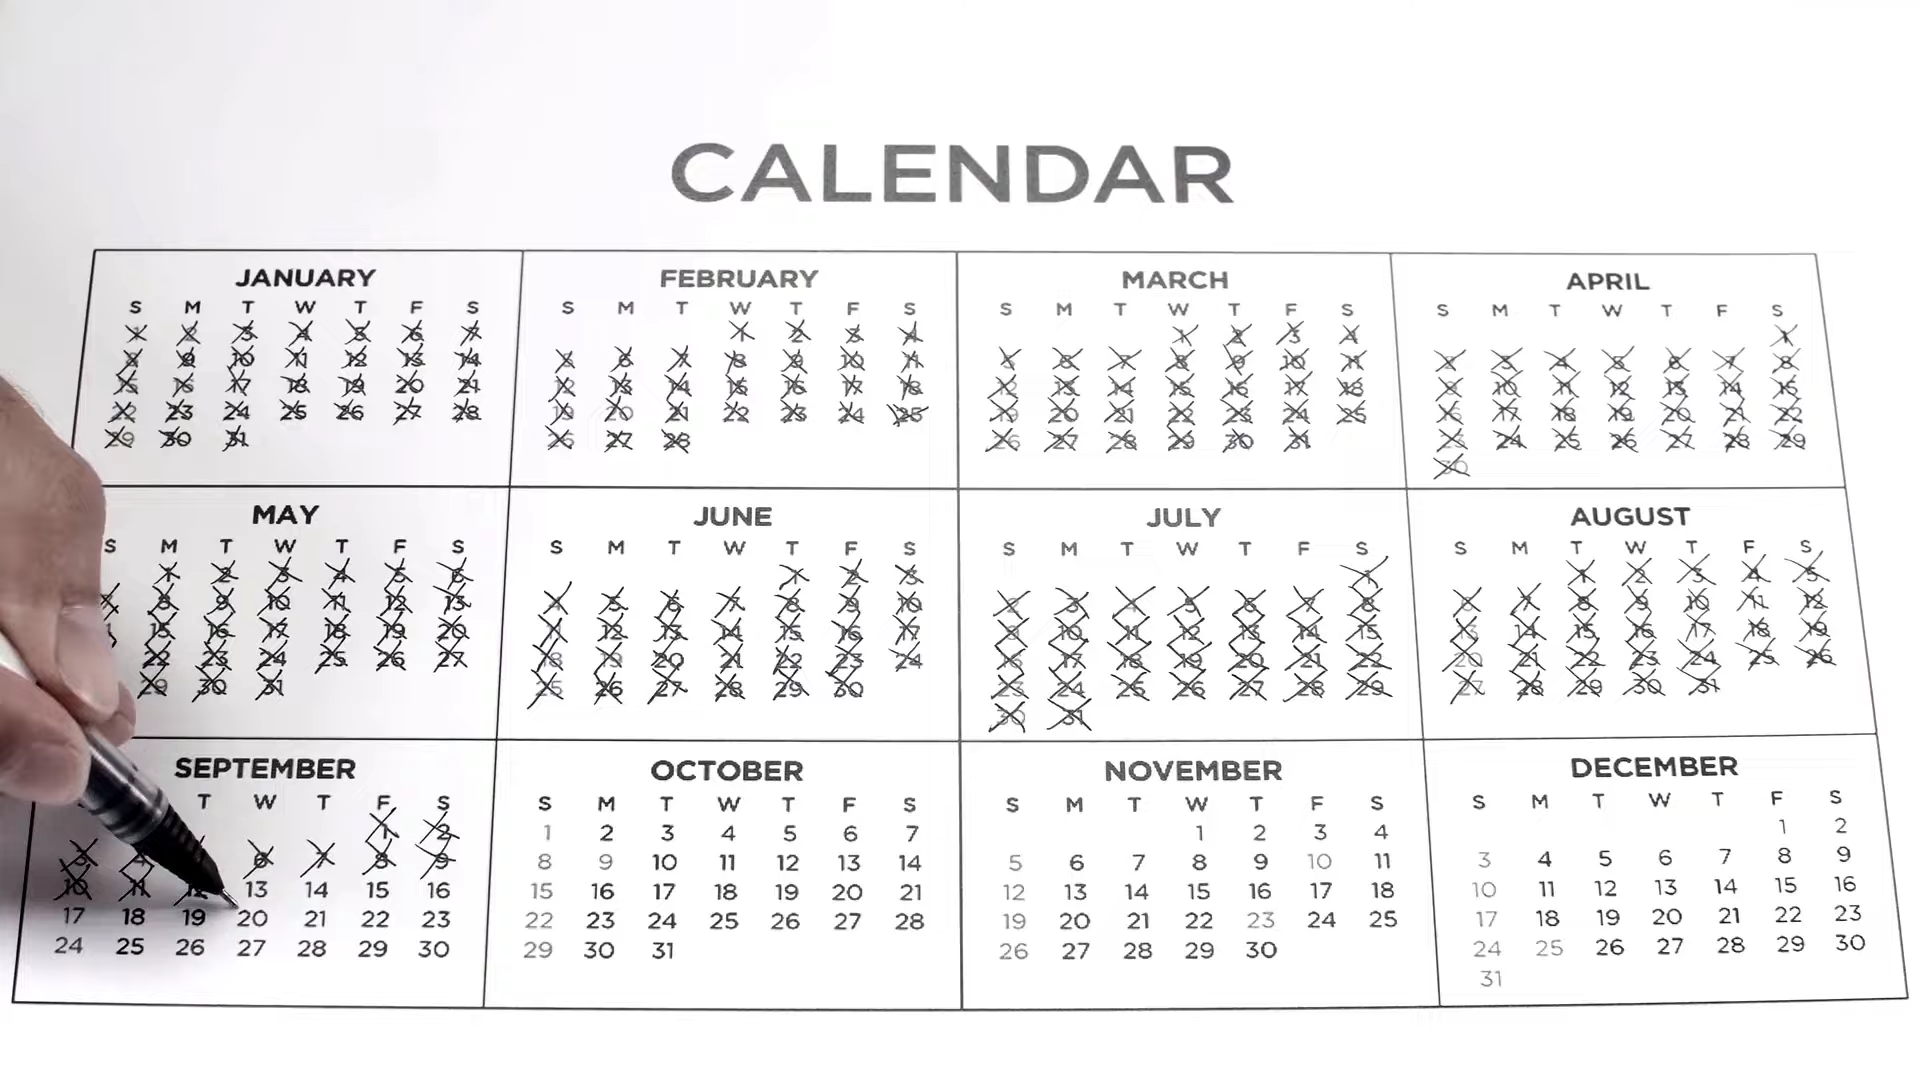 CALENDAR
JANUARY
S M T W T F S
1 2 3 4 5 6 7
8 9 10 11 12 13 14
15 16 17 18 19 20 21
22 23 24 25 26 27 28
29 30 31
FEBRUARY
S M T W T F S
1 2 3 4
5 6 7 8 9 10 11
12 13 14 15 16 17 18
19 20 21 22 23 24 25
26 27 28
MARCH
S M T W T F S
1 2 3 4
5 6 7 8 9 10 11
12 13 14 15 16 17 18
19 20 21 22 23 24 25
26 27 28 29 30 31
APRIL
S M T W T F S
1
2 3 4 5 6 7 8
9 10 11 12 13 14 15
16 17 18 19 20 21 22
23 24 25 26 27 28 29
30
MAY
S M T W T F S
1 2 3 4 5 6
8 9 10 11 12 13
15 16 17 18 19 20
22 23 24 25 26 27
29 30 31
JUNE
S M T W T F S
1 2 3
4 5 6 7 8 9 10
11 12 13 14 15 16 17
18 19 20 21 22 23 24
25 26 27 28 29 30
JULY
S M T W T F S
1
2 3 4 5 6 7 8
9 10 11 12 13 14 15
16 17 18 19 20 21 22
23 24 25 26 27 28 29
30 31
AUGUST
S M T W T F S
1 2 3 4 5
6 7 8 9 10 11 12
13 14 15 16 17 18 19
20 21 22 23 24 25 26
27 28 29 30 31
SEPTEMBER
T W T F S
1 2
3 4 6 7 8 9
10 11 12 13 14 15 16
17 18 19 20 21 22 23
24 25 26 27 28 29 30
OCTOBER
S M T W T F S
1 2 3 4 5 6 7
8 9 10 11 12 13 14
15 16 17 18 19 20 21
22 23 24 25 26 27 28
29 30 31
NOVEMBER
S M T W T F S
1 2 3 4
5 6 7 8 9 10 11
12 13 14 15 16 17 18
19 20 21 22 23 24 25
26 27 28 29 30
DECEMBER
S M T W T F S
1 2
3 4 5 6 7 8 9
10 11 12 13 14 15 16
17 18 19 20 21 22 23
24 25 26 27 28 29 30
31